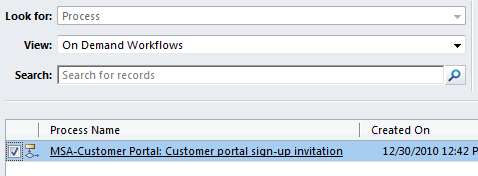 Look for: Process
View: On Demand Workflows
Search: Search for records
Process Name Created On
MSA-Customer Portal: Customer portal sign-up invitation 12/30/2010 12:42 P